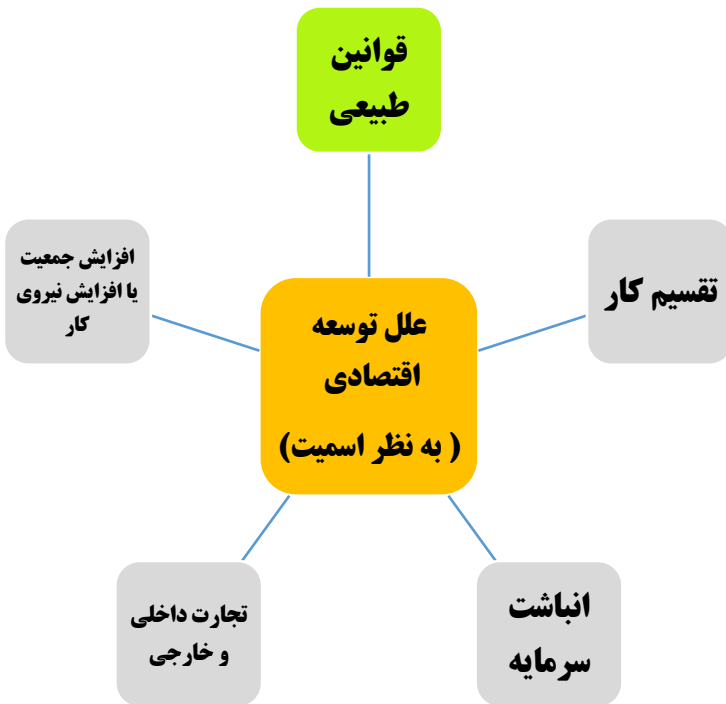 قوانین
طبیعی
تقسیم کار
افزایش جمعیت
یا افزایش نیروی
کار
علل توسعه
اقتصادی
( به نظر اسمیت)
انباشت
سرمایه
تجارت داخلی
و خارجی